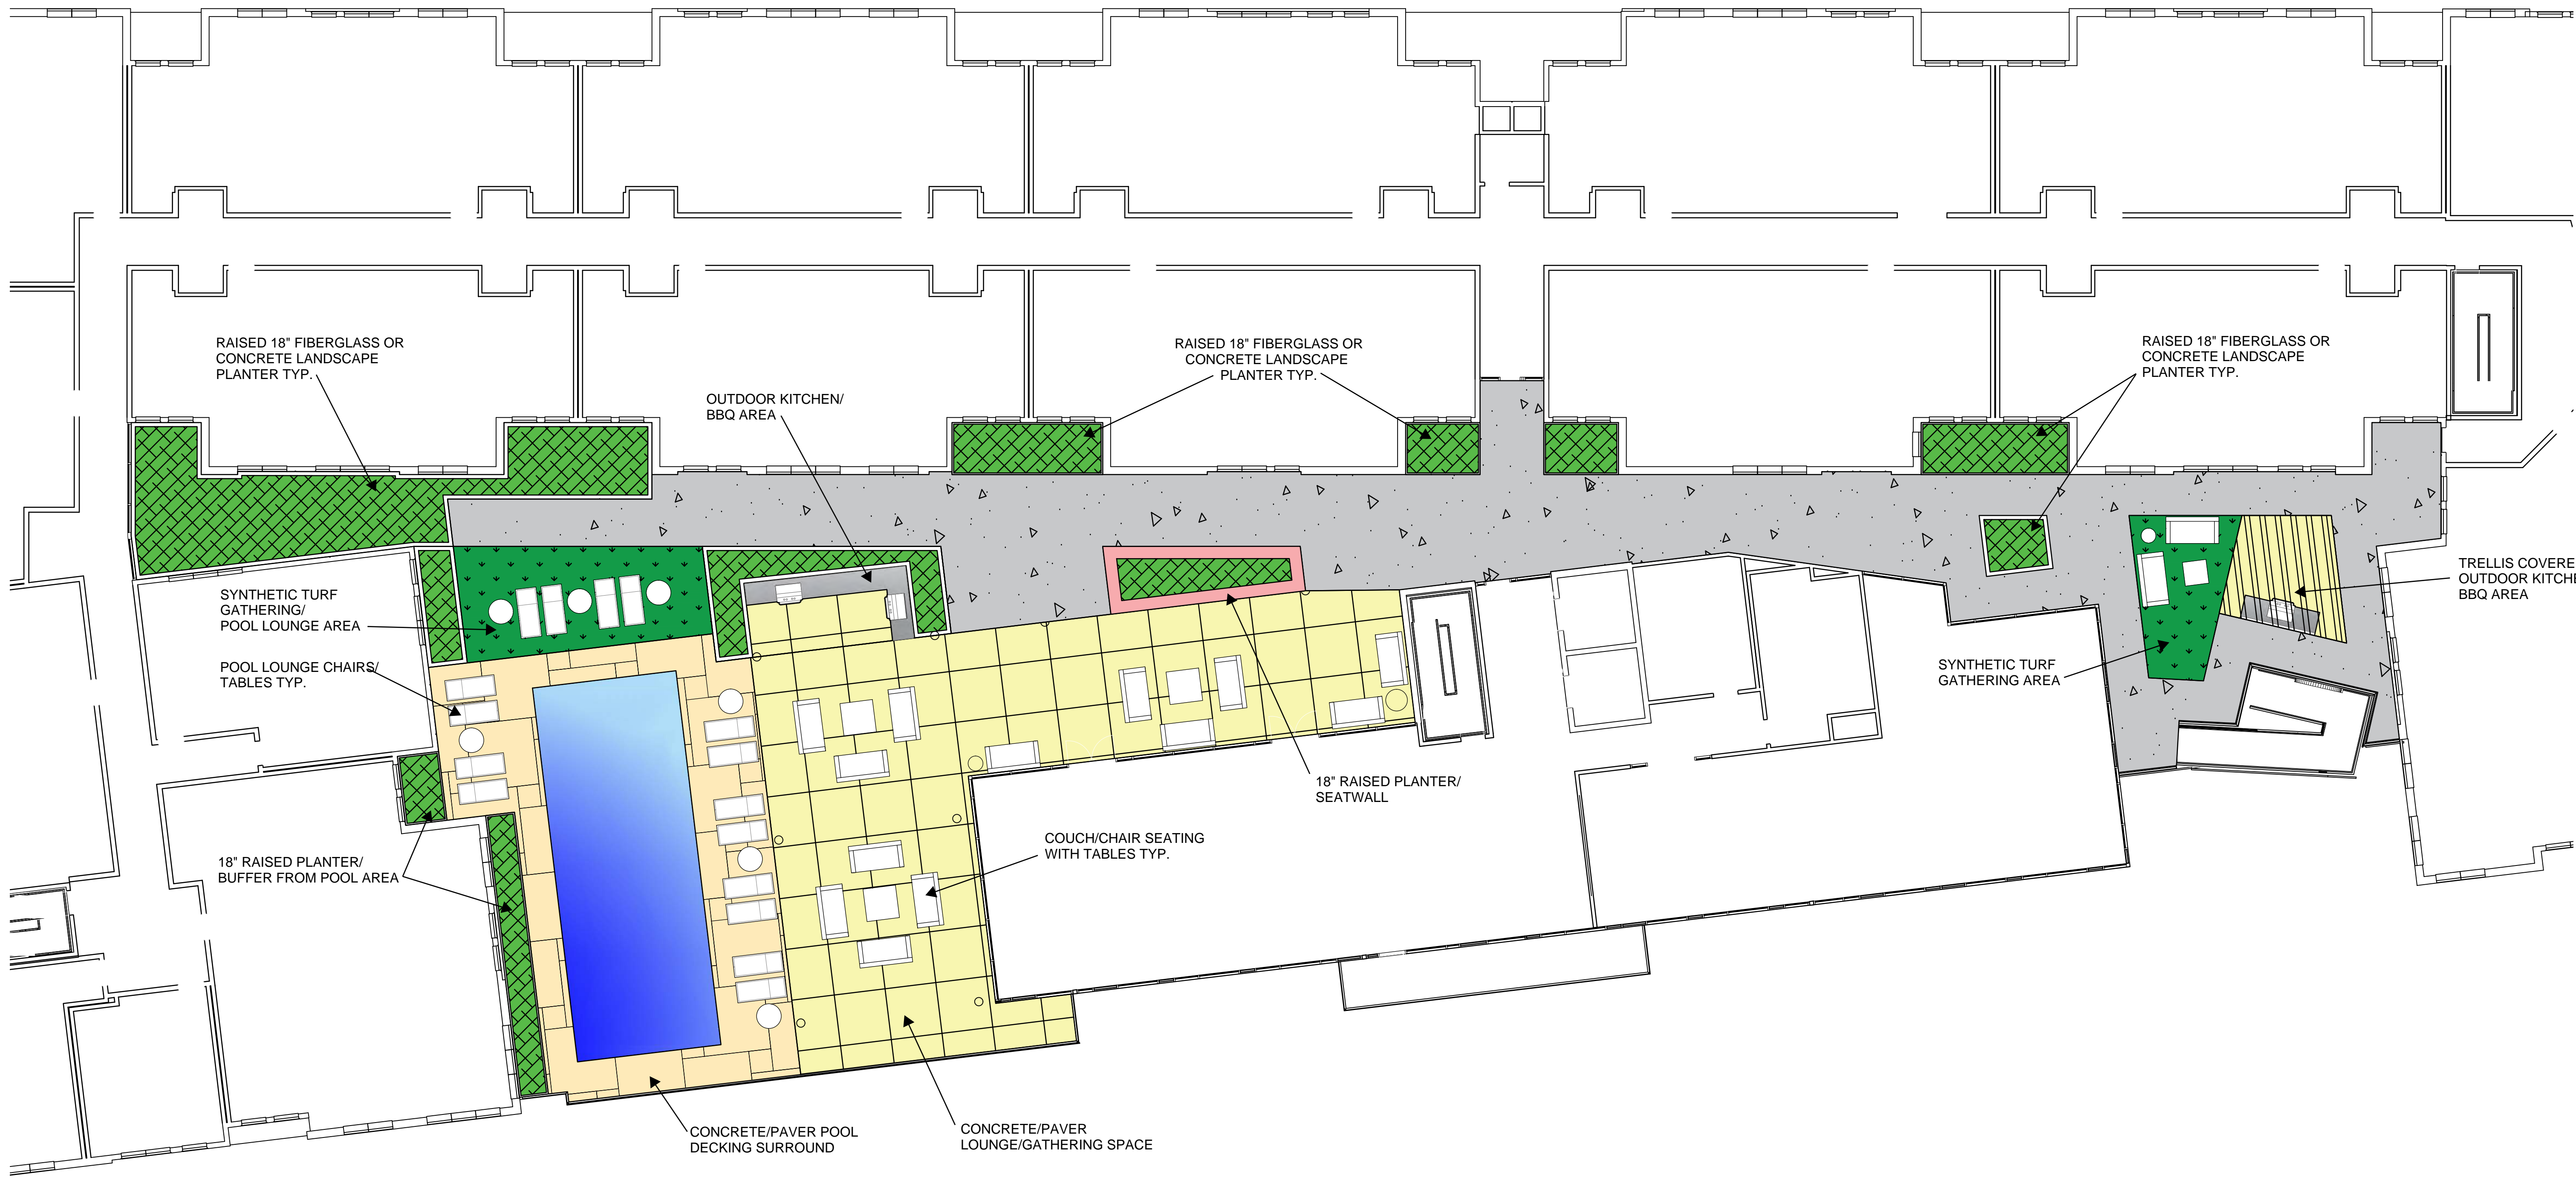 RAISED 18" FIBERGLASS OR
CONCRETE LANDSCAPE
PLANTER TYP.
OUTDOOR KITCHEN/
BBQ AREA
RAISED 18" FIBERGLASS OR
CONCRETE LANDSCAPE
PLANTER TYP.
RAISED 18" FIBERGLASS OR
CONCRETE LANDSCAPE
PLANTER TYP.
SYNTHETIC TURF
GATHERING/
POOL LOUNGE AREA
POOL LOUNGE CHAIRS/
TABLES TYP.
18" RAISED PLANTER/
BUFFER FROM POOL AREA
TRELLIS COVERE
OUTDOOR KITCHE
BBQ AREA
SYNTHETIC TURF
GATHERING AREA
18" RAISED PLANTER/
SEATWALL
COUCH/CHAIR SEATING
WITH TABLES TYP.
CONCRETE/PAVER POOL
DECKING SURROUND
CONCRETE/PAVER
LOUNGE/GATHERING SPACE